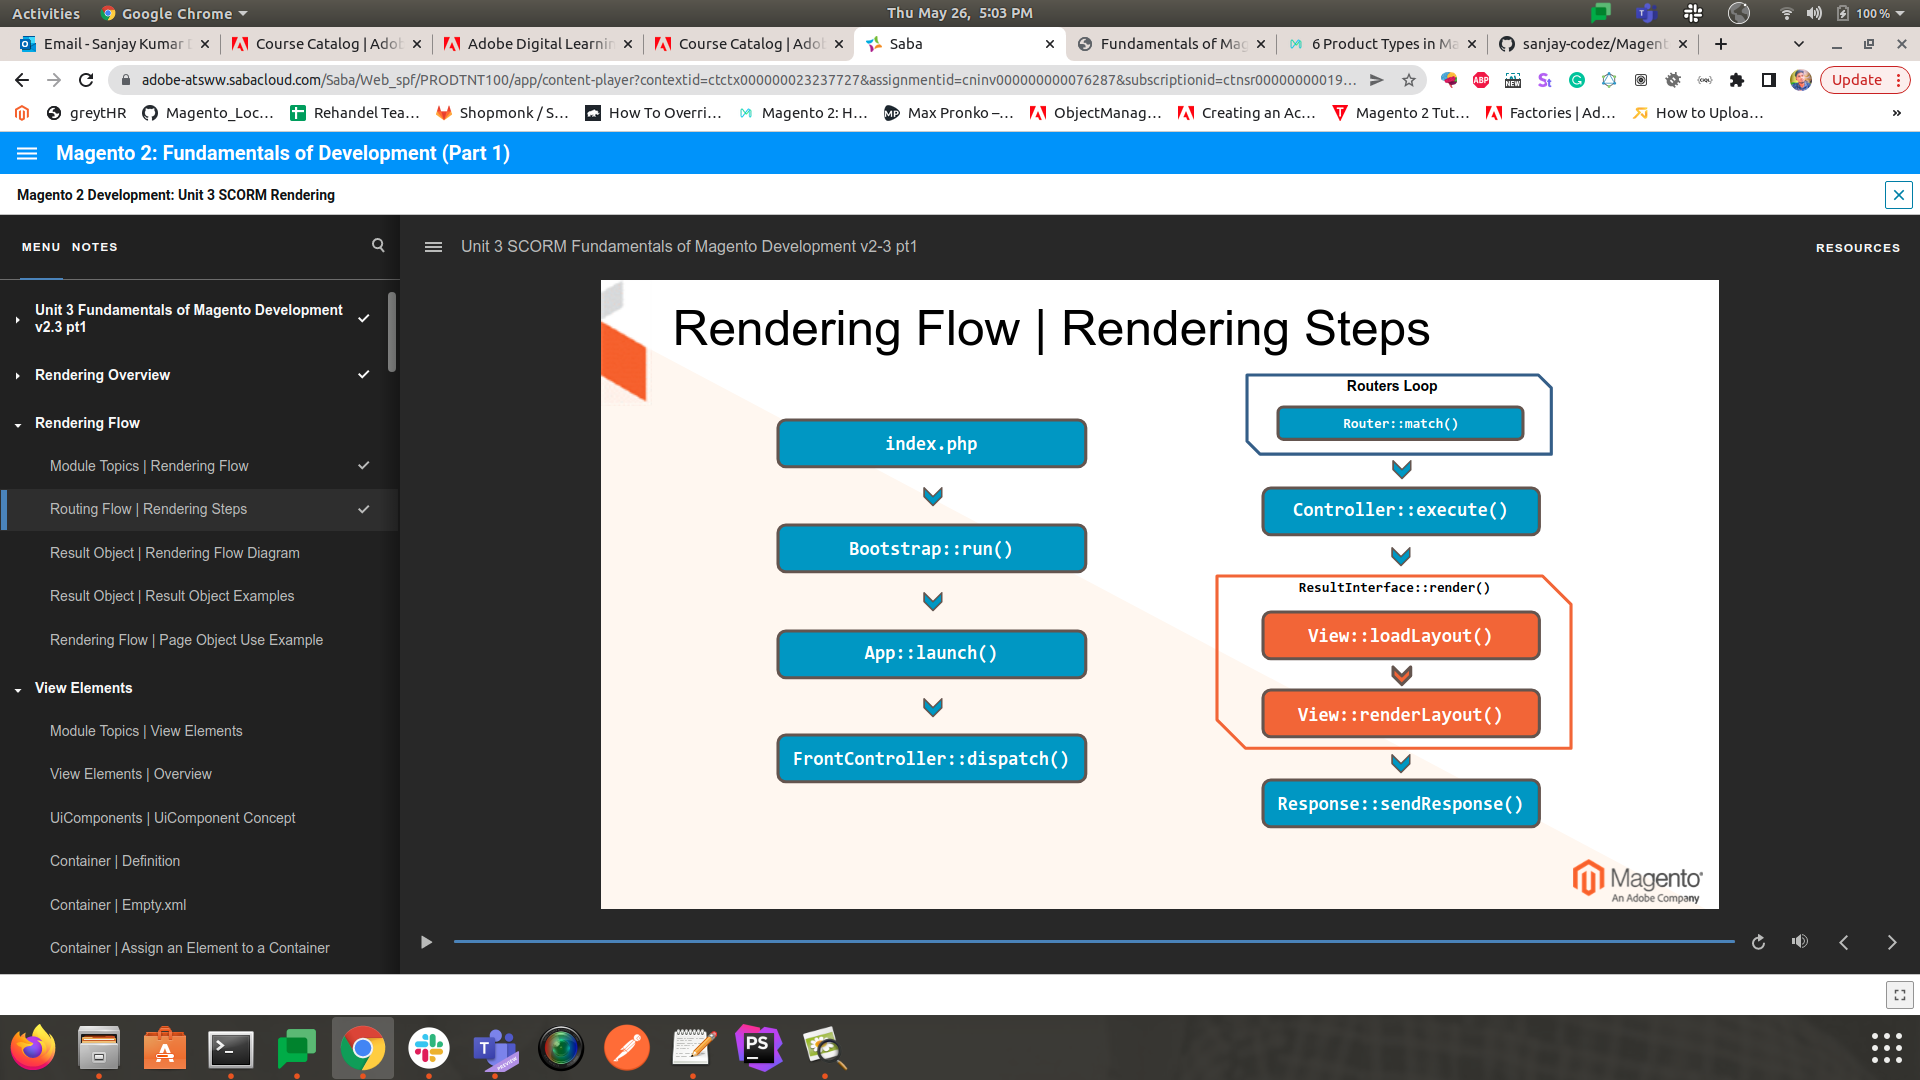 Activities
Google Chrome
Thu May 26, 5:03 PM
100 %
Email - Sanjay Kumar
Course Catalog | Adob
Adobe Digital Learnin
Course Catalog | Adob
Saba
Fundamentals of Mag
6 Product Types in Ma
sanjay-codez/Magent
adobe-atsww.sabacloud.com/Saba/Web_spf/PRODTNT100/app/content-player?contextid=ctctx000000023237727&assignmentid=cninv000000000076287&subscriptionid=ctnsr00000000019...
ABP
NEW
Update
greytHR
Magento_Loc...
Rehandel Tea...
Shopmonk / S...
How To Overri...
Magento 2: H...
Max Pronko –...
ObjectManag...
Creating an Ac...
Magento 2 Tut...
Factories | Ad...
How to Uploa...
»
Magento 2: Fundamentals of Development (Part 1)
Magento 2 Development: Unit 3 SCORM Rendering
MENU NOTES
Unit 3 SCORM Fundamentals of Magento Development v2-3 pt1
RESOURCES
Unit 3 Fundamentals of Magento Development
v2.3 pt1
Rendering Overview
Rendering Flow
Module Topics | Rendering Flow
Routing Flow | Rendering Steps
Result Object | Rendering Flow Diagram
Result Object | Result Object Examples
Rendering Flow | Page Object Use Example
View Elements
Module Topics | View Elements
View Elements | Overview
UiComponents | UiComponent Concept
Container | Definition
Container | Empty.xml
Container | Assign an Element to a Container
Rendering Flow | Rendering Steps
index.php
Bootstrap::run()
App::launch()
FrontController::dispatch()
Routers Loop
Router::match()
Controller::execute()
ResultInterface::render()
View::loadLayout()
View::renderLayout()
Response::sendResponse()
Magento
An Adobe Company
PS